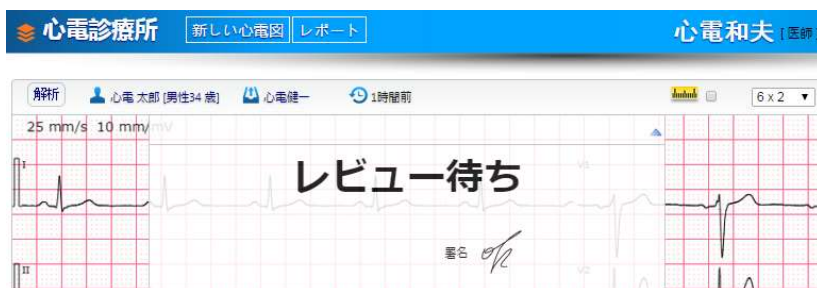 心電診療所 新しい心電図 レポート 心電和夫 [医師]
解析 心電 太郎 [男性34 歳] 心電健一 1時間前 6 x 2
25 mm/s 10 mm/mV
I レビュー待ち V1
署名
II V2